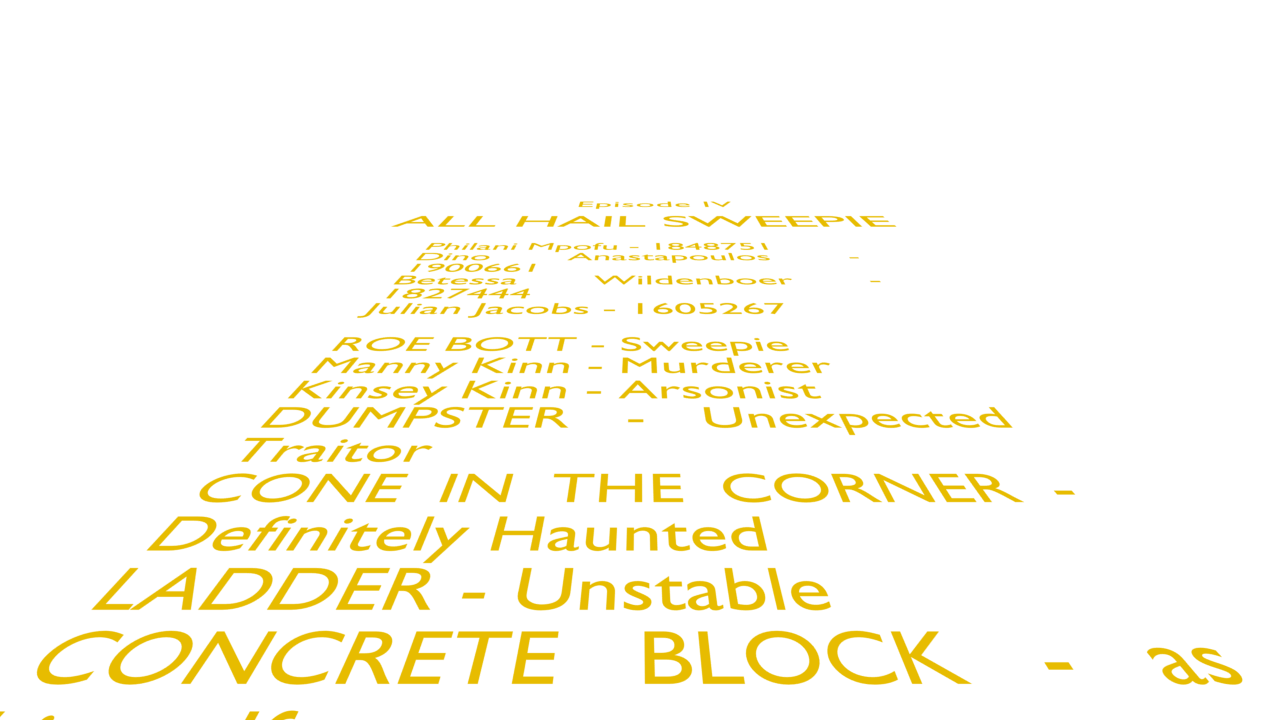 Episode IV
ALL HAIL SWEEPIE
Philani Mpofu - 1848751
Dino Anastapoulos -
1900661
Betessa Wildenboer -
1827444
Julian Jacobs - 1605267
ROE BOTT - Sweepie
Manny Kinn - Murderer
Kinsey Kinn - Arsonist
DUMPSTER - Unexpected
Traitor
CONE IN THE CORNER -
Definitely Haunted
LADDER - Unstable
CONCRETE BLOCK - as